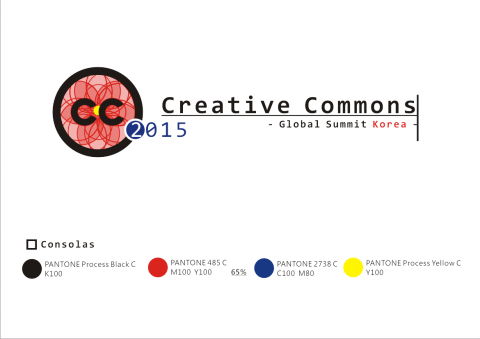 cc
Creative Commons
2015
- Global Summit Korea -
Consolas
PANTONE Process Black C
K100
PANTONE 485 C
M100 Y100
65%
PANTONE 2738 C
C100 M80
PANTONE Process Yellow C
Y100